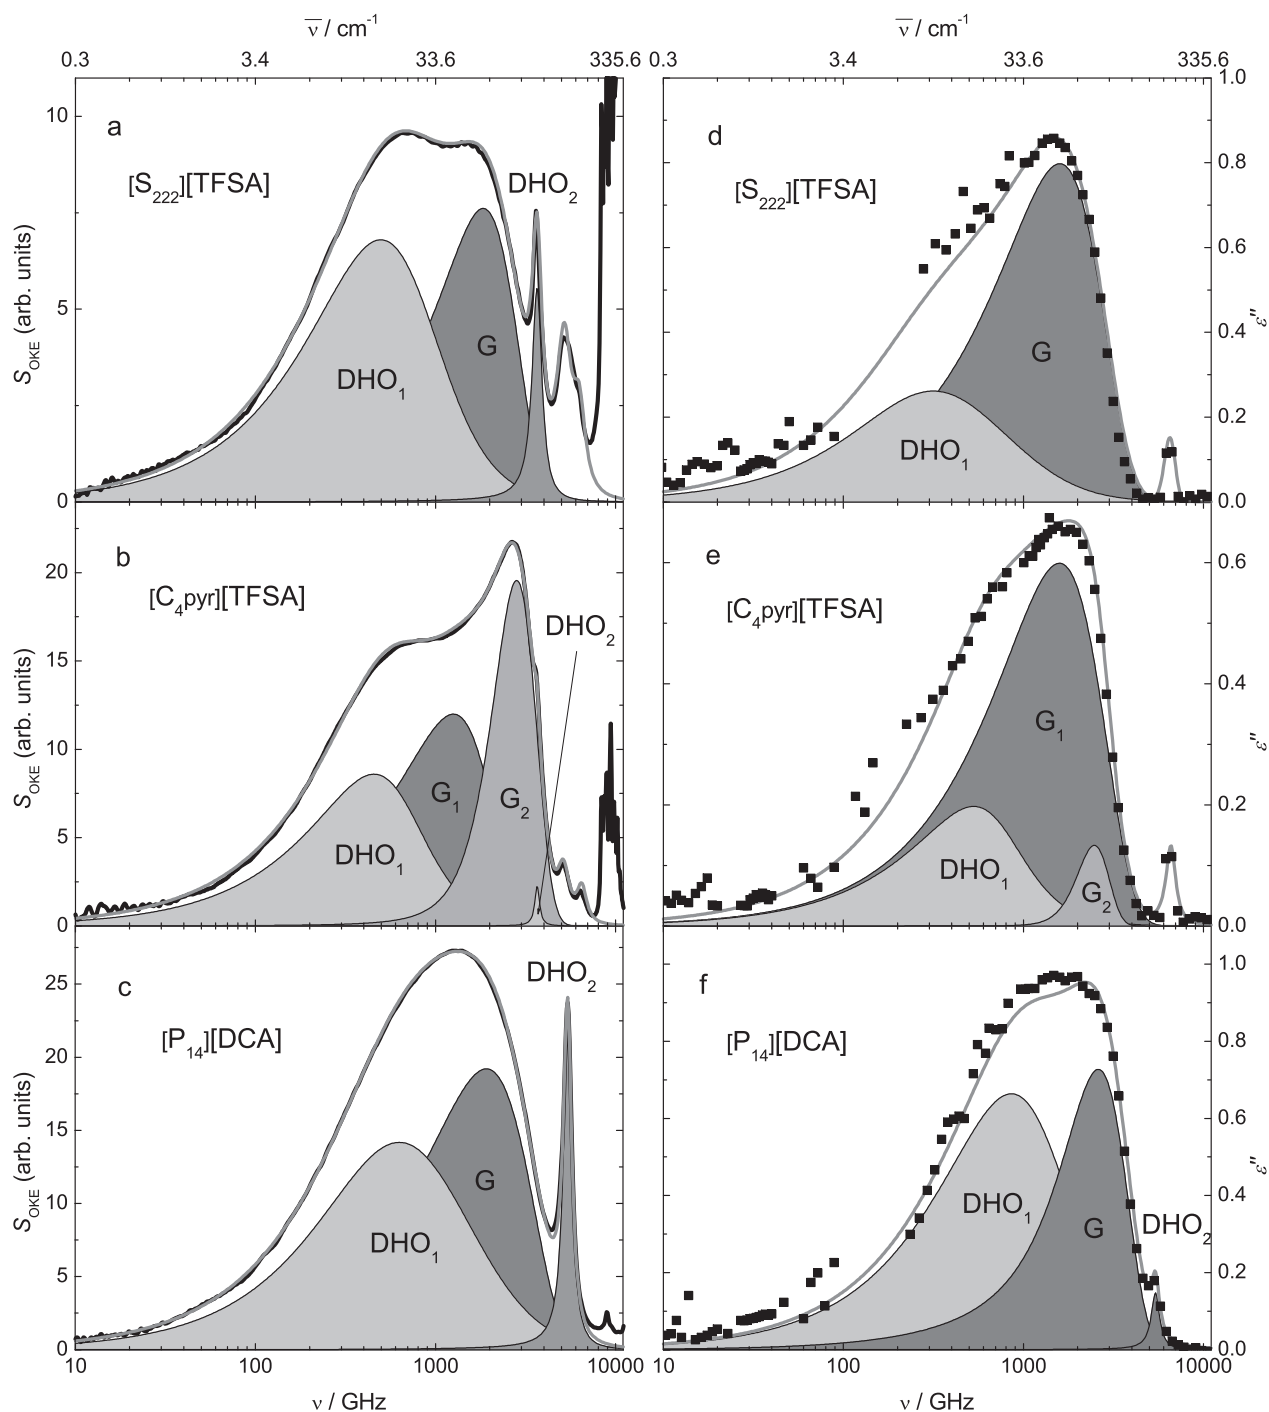 ν̅ / cm⁻¹
ν̅ / cm⁻¹
0.3 3.4 33.6 335.6
0.3 3.4 33.6 335.6
a
[S₂₂₂][TFSA]
DHO₂
DHO₁
G
10
5
0
S_OKE (arb. units)
d
[S₂₂₂][TFSA]
G
DHO₁
1.0
0.8
0.6
0.4
0.2
0.0
ε"
b
[C₄pyr][TFSA]
DHO₂
G₁
G₂
DHO₁
20
15
10
5
0
S_OKE (arb. units)
e
[C₄pyr][TFSA]
G₁
DHO₁
G₂
0.6
0.4
0.2
0.0
ε"
c
DHO₂
[P₁₄][DCA]
G
DHO₁
25
20
15
10
5
0
S_OKE (arb. units)
f
[P₁₄][DCA]
DHO₁
G
DHO₂
1.0
0.8
0.6
0.4
0.2
0.0
ε"
10 100 1000 10000
10 100 1000 10000
ν / GHz
ν / GHz